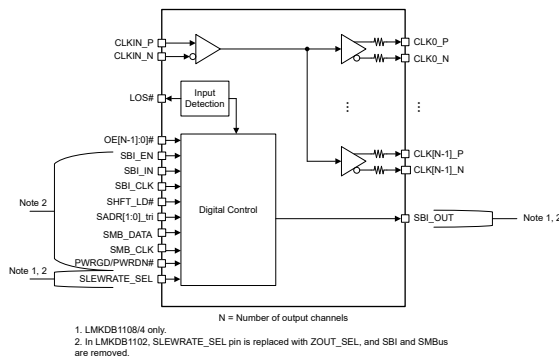 CLKIN_P
CLKIN_N
LOS#
Input
Detection
OE[N-1]:0]#
SBI_EN
SBI_IN
SBI_CLK
SHFT_LD#
SADR[1:0]_tri
SMB_DATA
SMB_CLK
PWRGD/PWRDN#
SLEWRATE_SEL
Note 2
Note 1, 2
Digital Control
CLK0_P
CLK0_N
CLK[N-1]_P
CLK[N-1]_N
SBI_OUT
Note 1, 2
N = Number of output channels
1. LMKDB1108/4 only.
2. In LMKDB1102, SLEWRATE_SEL pin is replaced with ZOUT_SEL, and SBI and SMBus
are removed.